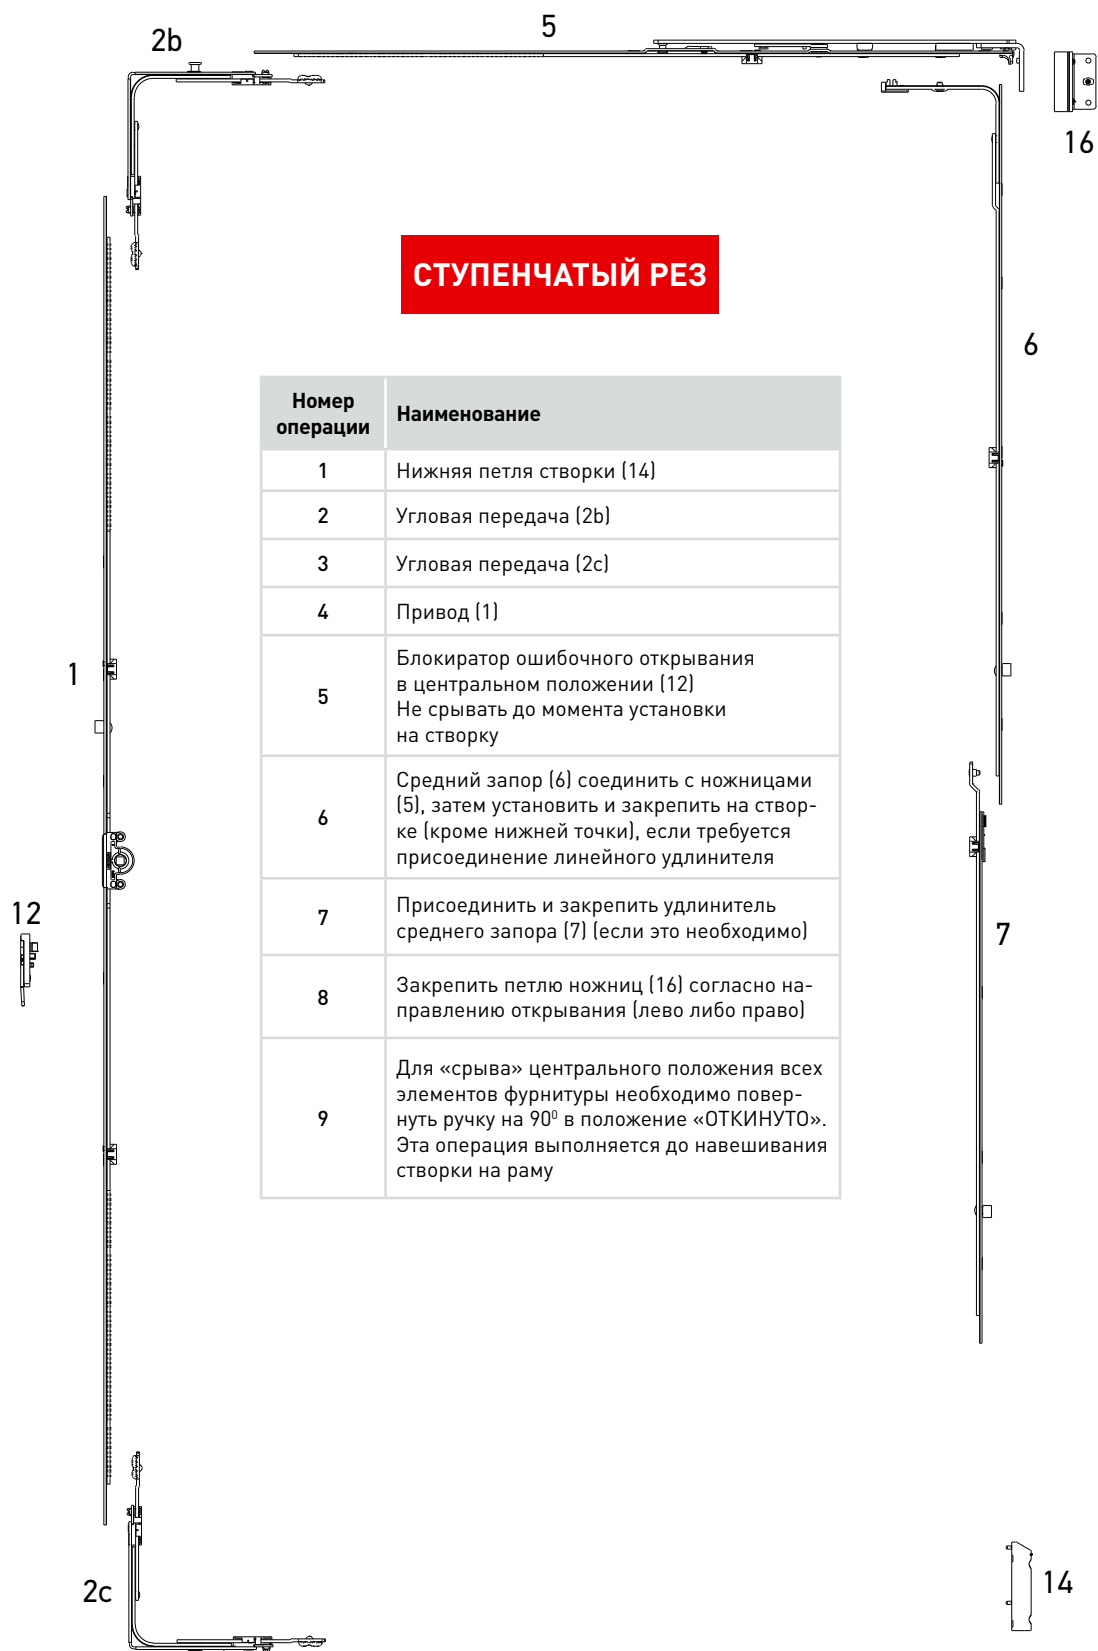 5
2b
16
СТУПЕНЧАТЫЙ РЕЗ
6
Номер
операции
Наименование
1
Нижняя петля створки (14)
2
Угловая передача (2b)
3
Угловая передача (2c)
4
Привод (1)
5
Блокиратор ошибочного открывания
в центральном положении (12)
Не срывать до момента установки
на створку
6
Средний запор (6) соединить с ножницами
(5), затем установить и закрепить на створ-
ке (кроме нижней точки), если требуется
присоединение линейного удлинителя
7
Присоединить и закрепить удлинитель
среднего запора (7) (если это необходимо)
8
Закрепить петлю ножниц (16) согласно на-
правлению открывания (лево либо право)
9
Для «срыва» центрального положения всех
элементов фурнитуры необходимо повер-
нуть ручку на 90⁰ в положение «ОТКИНУТО».
Эта операция выполняется до навешивания
створки на раму
1
12
7
2c
14